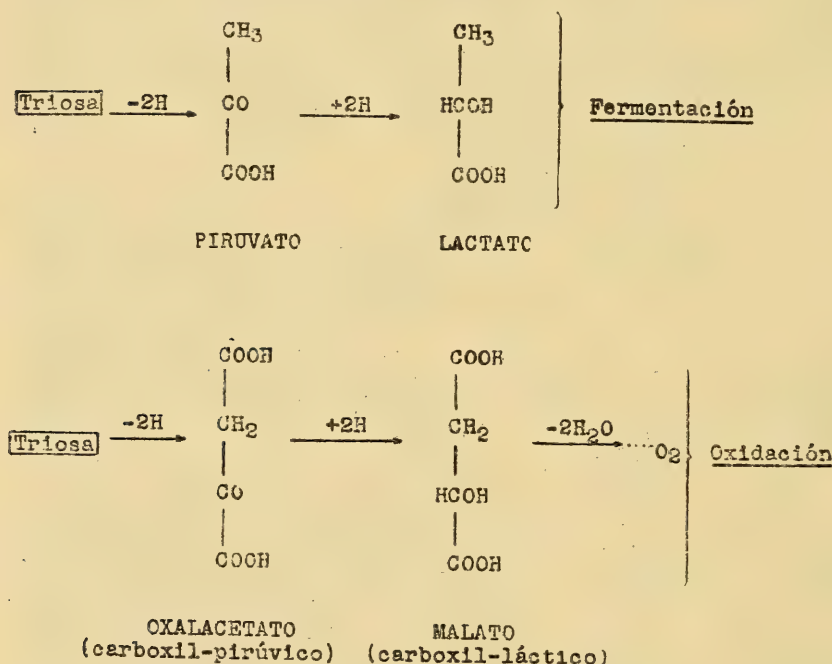 CH3
Triosa -2H CO +2H HCOH Fermentación
COOH COOH
PIRUVATO LACTATO
COOH COOH
Triosa -2H CH2 +2H CH2 -2H2O ....O2 Oxidación
CO HCOH
COOH COOH
OXALACETATO MALATO
(carboxil-pirúvico) (carboxil-láctico)